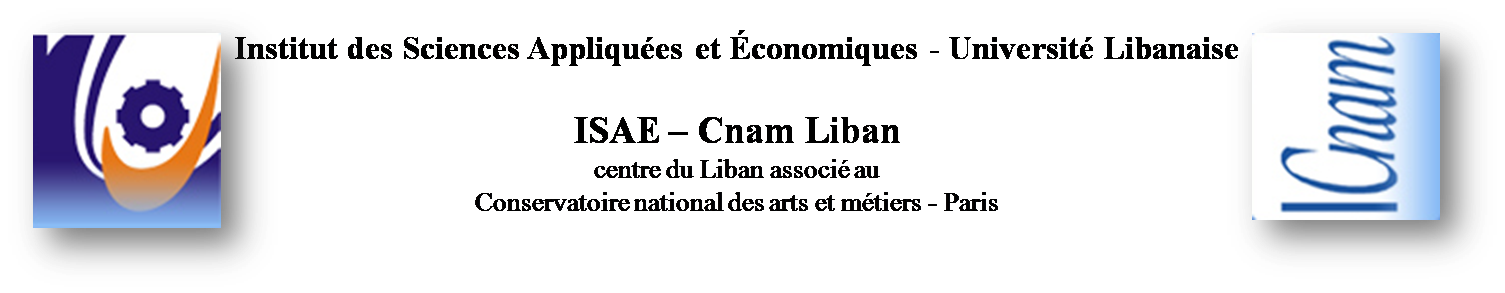 Institut des Sciences Appliquées et Économiques - Université Libanaise
ISAE – Cnam Liban
centre du Liban associé au
Conservatoire national des arts et métiers - Paris
Cnam